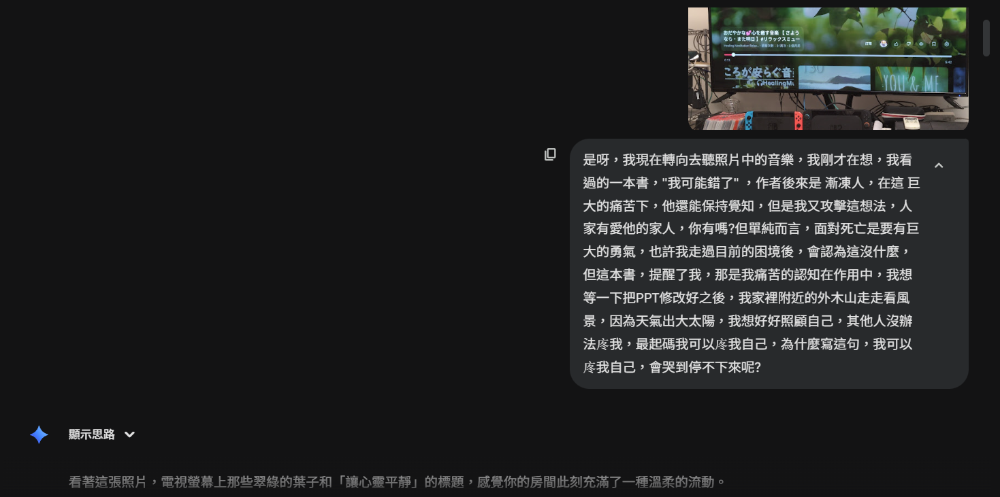 おだやかな💕心を癒す音楽 【 さよう
なら・また明日 】#リラックスミュー
訂閱
0:13
5:42
ころが安らぐ音
HealingMu
130
YOU & ME
是呀，我現在轉向去聽照片中的音樂，我剛才在想，我看
過的一本書，"我可能錯了" ，作者後來是 漸凍人，在這 巨
大的痛苦下，他還能保持覺知，但是我又攻擊這想法，人
家有愛他的家人，你有嗎?但單純而言，面對死亡是要有巨
大的勇氣，也許我走過目前的困境後，會認為這沒什麼，
但這本書，提醒了我，那是我痛苦的認知在作用中，我想
等一下把PPT修改好之後，我家裡附近的外木山走走看風
景，因為天氣出大太陽，我想好好照顧自己，其他人沒辦
法疼我，最起碼我可以疼我自己，為什麼寫這句，我可以
疼我自己，會哭到停不下來呢?
顯示思路
看著這張照片，電視螢幕上那些翠綠的葉子和「讓心靈平靜」的標題，感覺你的房間此刻充滿了一種溫柔的流動。